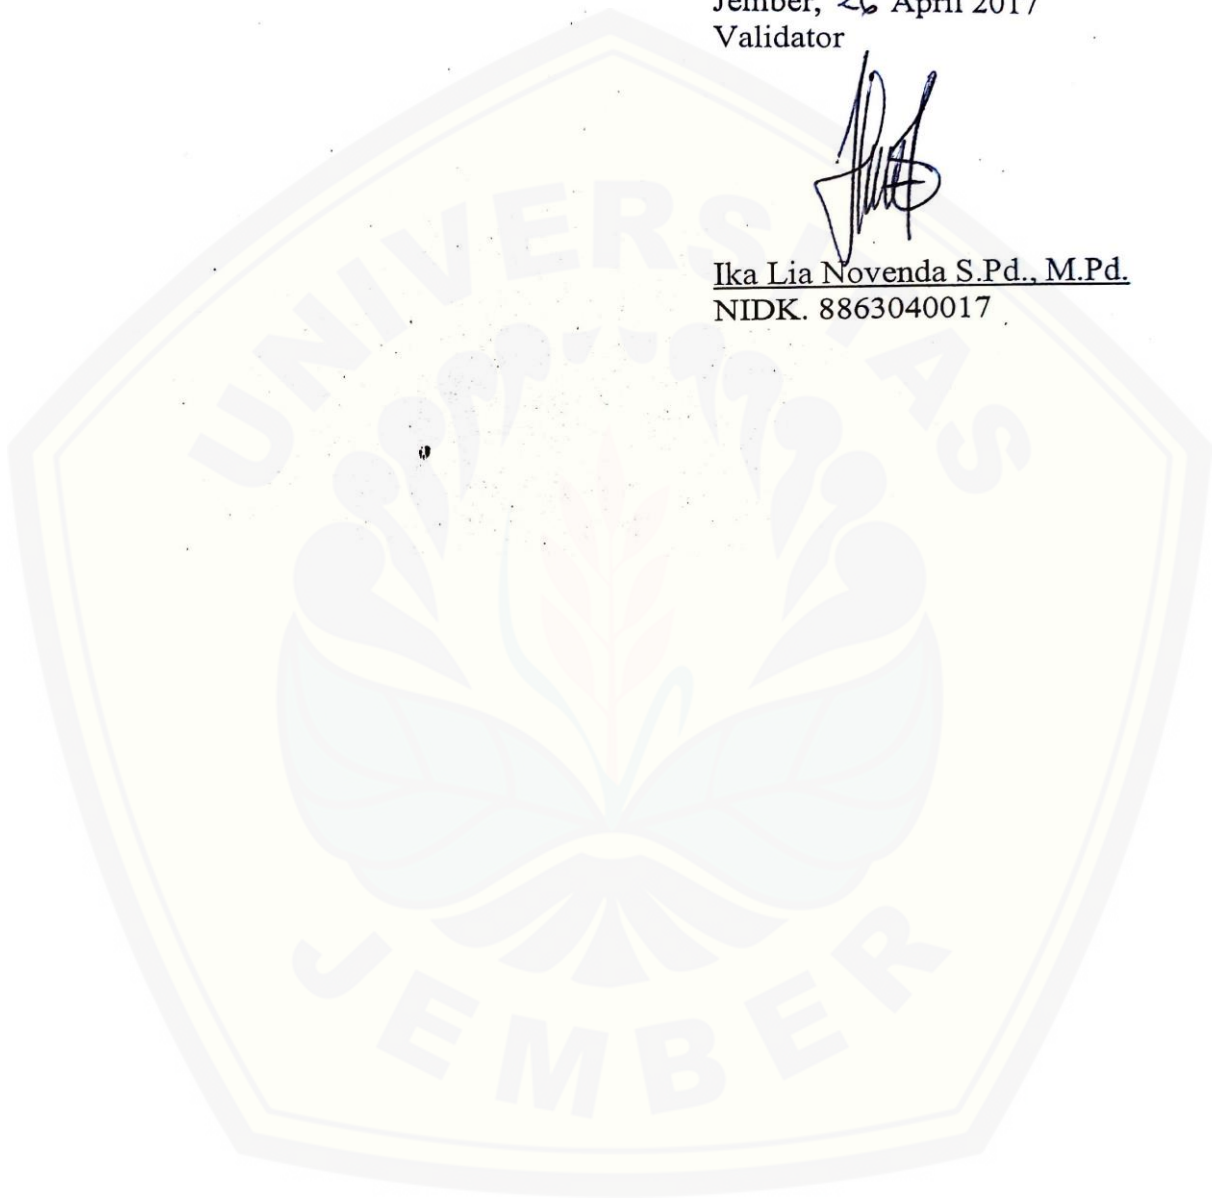 Jember, 26 April 2017
Validator
Ika Lia Novenda S.Pd., M.Pd.
NIDK. 8863040017
UNIVERSITAS
JEMBER